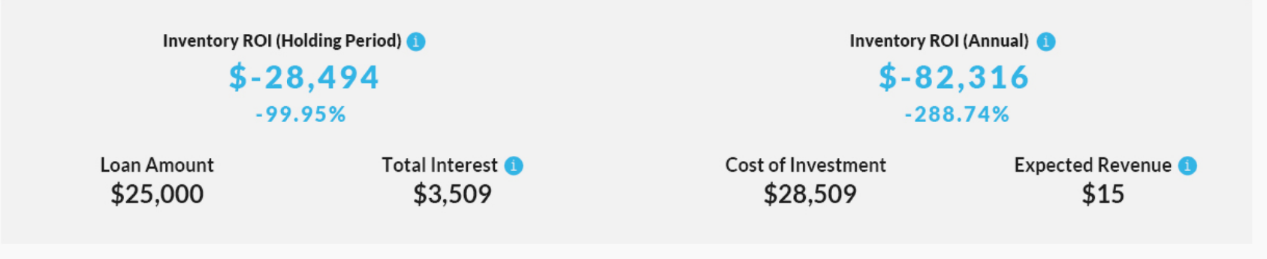 Inventory ROI (Holding Period) i
$-28,494
-99.95%
Inventory ROI (Annual) i
$-82,316
-288.74%
Loan Amount
$25,000
Total Interest i
$3,509
Cost of Investment
$28,509
Expected Revenue i
$15